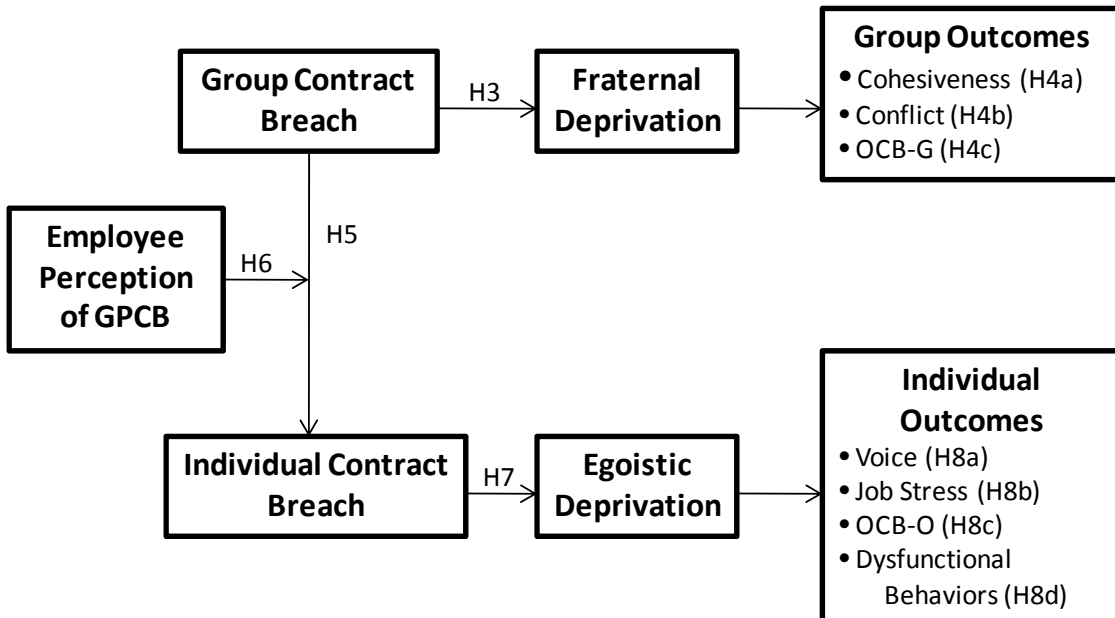 Group Contract
Breach
H3
Fraternal
Deprivation
Group Outcomes
• Cohesiveness (H4a)
• Conflict (H4b)
• OCB-G (H4c)
Employee
Perception
of GPCB
H6
H5
Individual Contract
Breach
H7
Egoistic
Deprivation
Individual
Outcomes
• Voice (H8a)
• Job Stress (H8b)
• OCB-O (H8c)
• Dysfunctional
Behaviors (H8d)